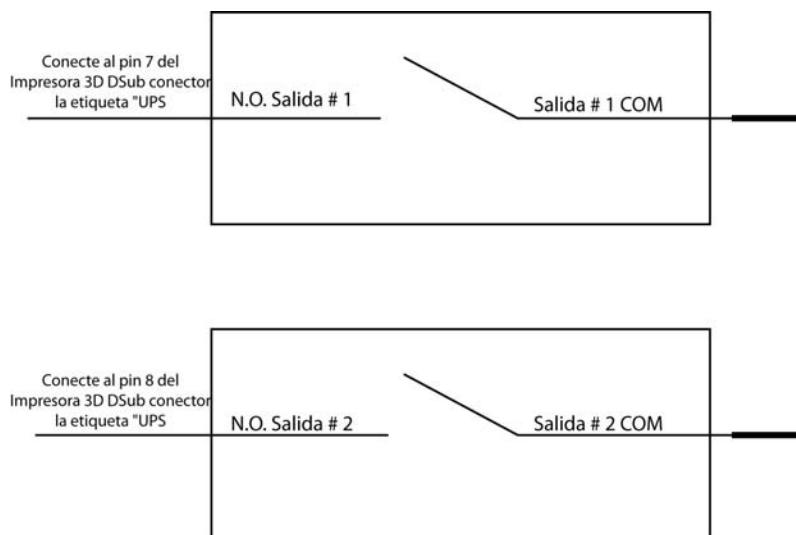 Conecte al pin 7 del
Impresora 3D DSub conector
la etiqueta "UPS
N.O. Salida # 1
Salida # 1 COM
Conecte al pin 8 del
Impresora 3D DSub conector
la etiqueta "UPS
N.O. Salida # 2
Salida # 2 COM